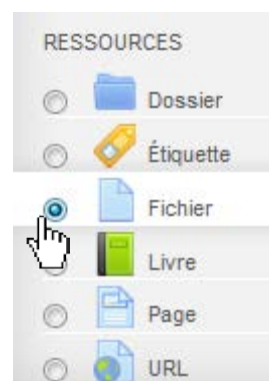 RESSOURCES
Dossier
Étiquette
Fichier
Livre
Page
URL